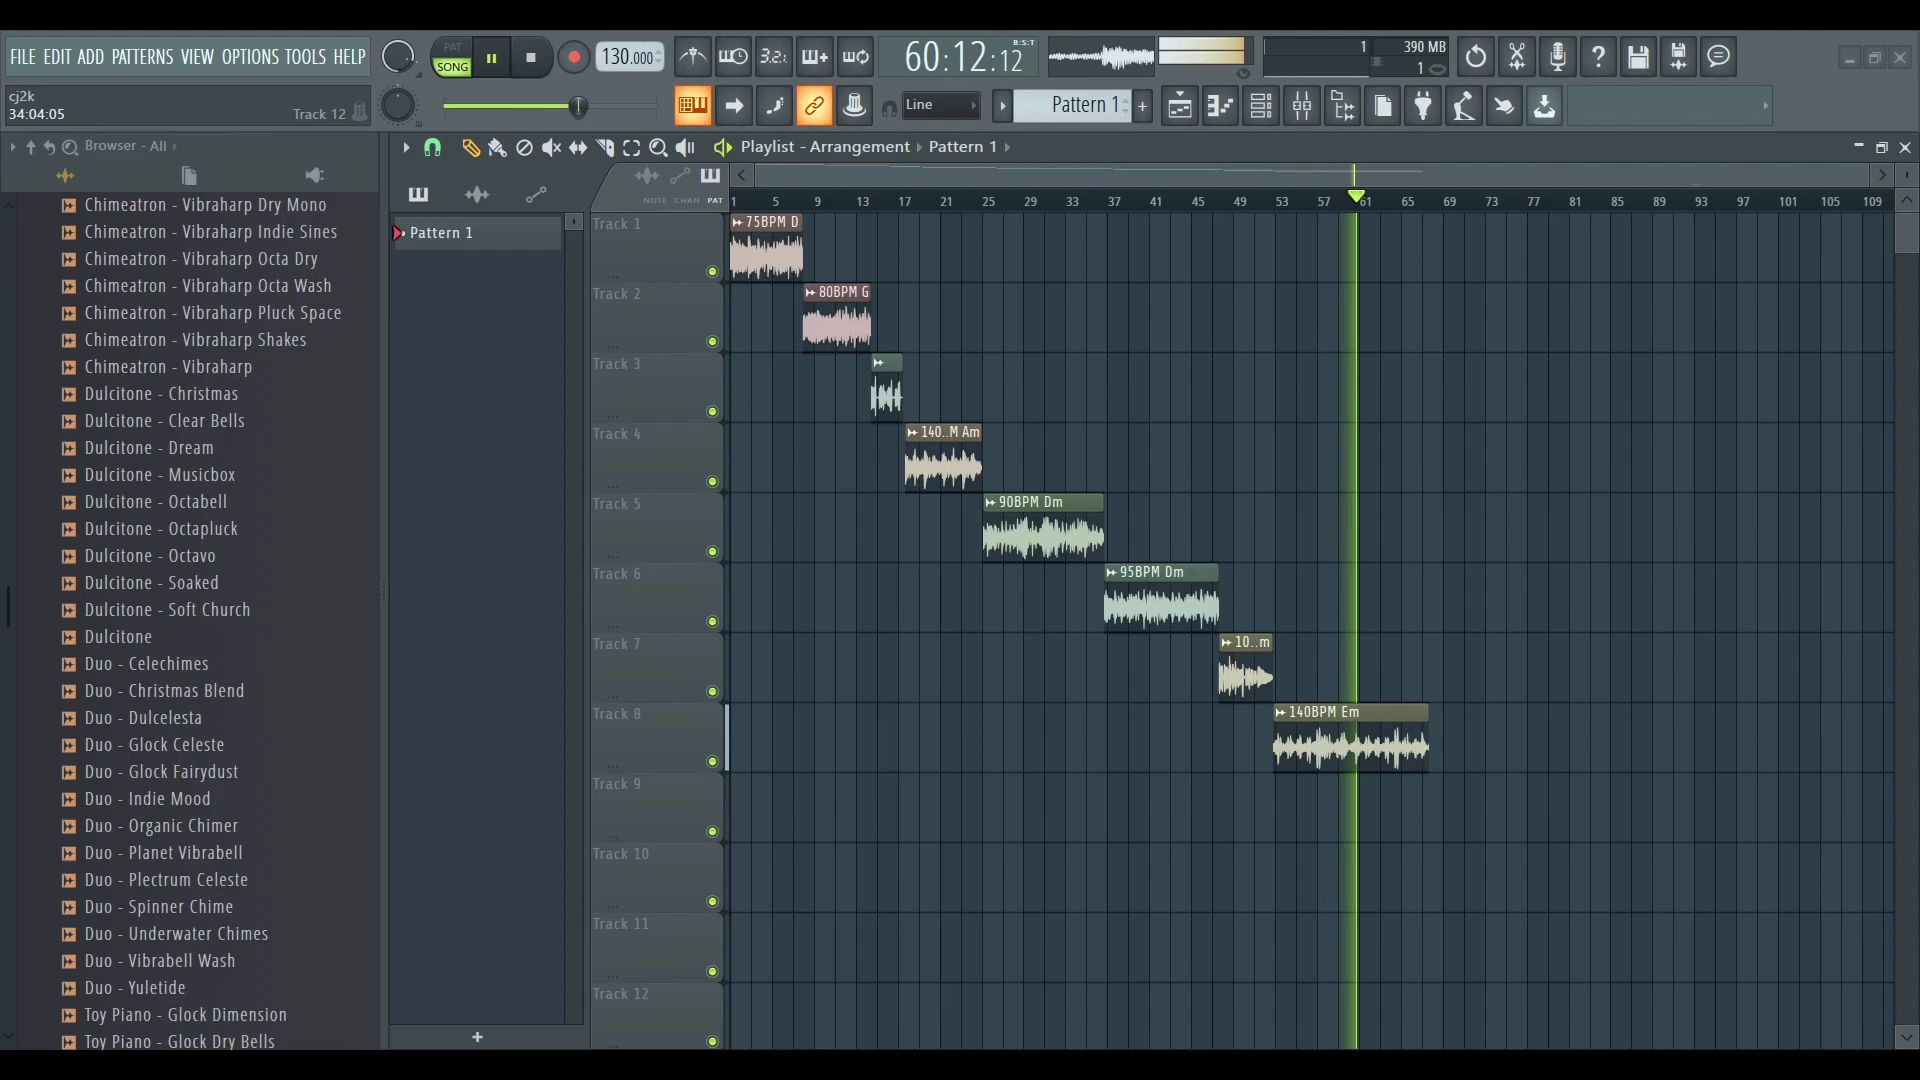 FILE EDIT ADD PATTERNS VIEW OPTIONS TOOLS HELP
PAT
SONG
130.000
3.2.1
60:12:12
B:S:T
1
390 MB
1
cj2k
34:04:05
Track 12
Line
Pattern 1
+
Browser - All
Playlist - Arrangement
Pattern 1
NOTE CHAN PAT
1 5 9 13 17 21 25 29 33 37 41 45 49 53 57 61 65 69 73 77 81 85 89 93 97 101 105 109
Chimeatron - Vibraharp Dry Mono
Chimeatron - Vibraharp Indie Sines
Chimeatron - Vibraharp Octa Dry
Chimeatron - Vibraharp Octa Wash
Chimeatron - Vibraharp Pluck Space
Chimeatron - Vibraharp Shakes
Chimeatron - Vibraharp
Dulcitone - Christmas
Dulcitone - Clear Bells
Dulcitone - Dream
Dulcitone - Musicbox
Dulcitone - Octabell
Dulcitone - Octapluck
Dulcitone - Octavo
Dulcitone - Soaked
Dulcitone - Soft Church
Dulcitone
Duo - Celechimes
Duo - Christmas Blend
Duo - Dulcelesta
Duo - Glock Celeste
Duo - Glock Fairydust
Duo - Indie Mood
Duo - Organic Chimer
Duo - Planet Vibrabell
Duo - Plectrum Celeste
Duo - Spinner Chime
Duo - Underwater Chimes
Duo - Vibrabell Wash
Duo - Yuletide
Toy Piano - Glock Dimension
Toy Piano - Glock Dry Bells
Pattern 1
+
Track 1
75BPM D
Track 2
80BPM G
Track 3
Track 4
140..M Am
Track 5
90BPM Dm
Track 6
95BPM Dm
Track 7
10..m
Track 8
140BPM Em
Track 9
Track 10
Track 11
Track 12